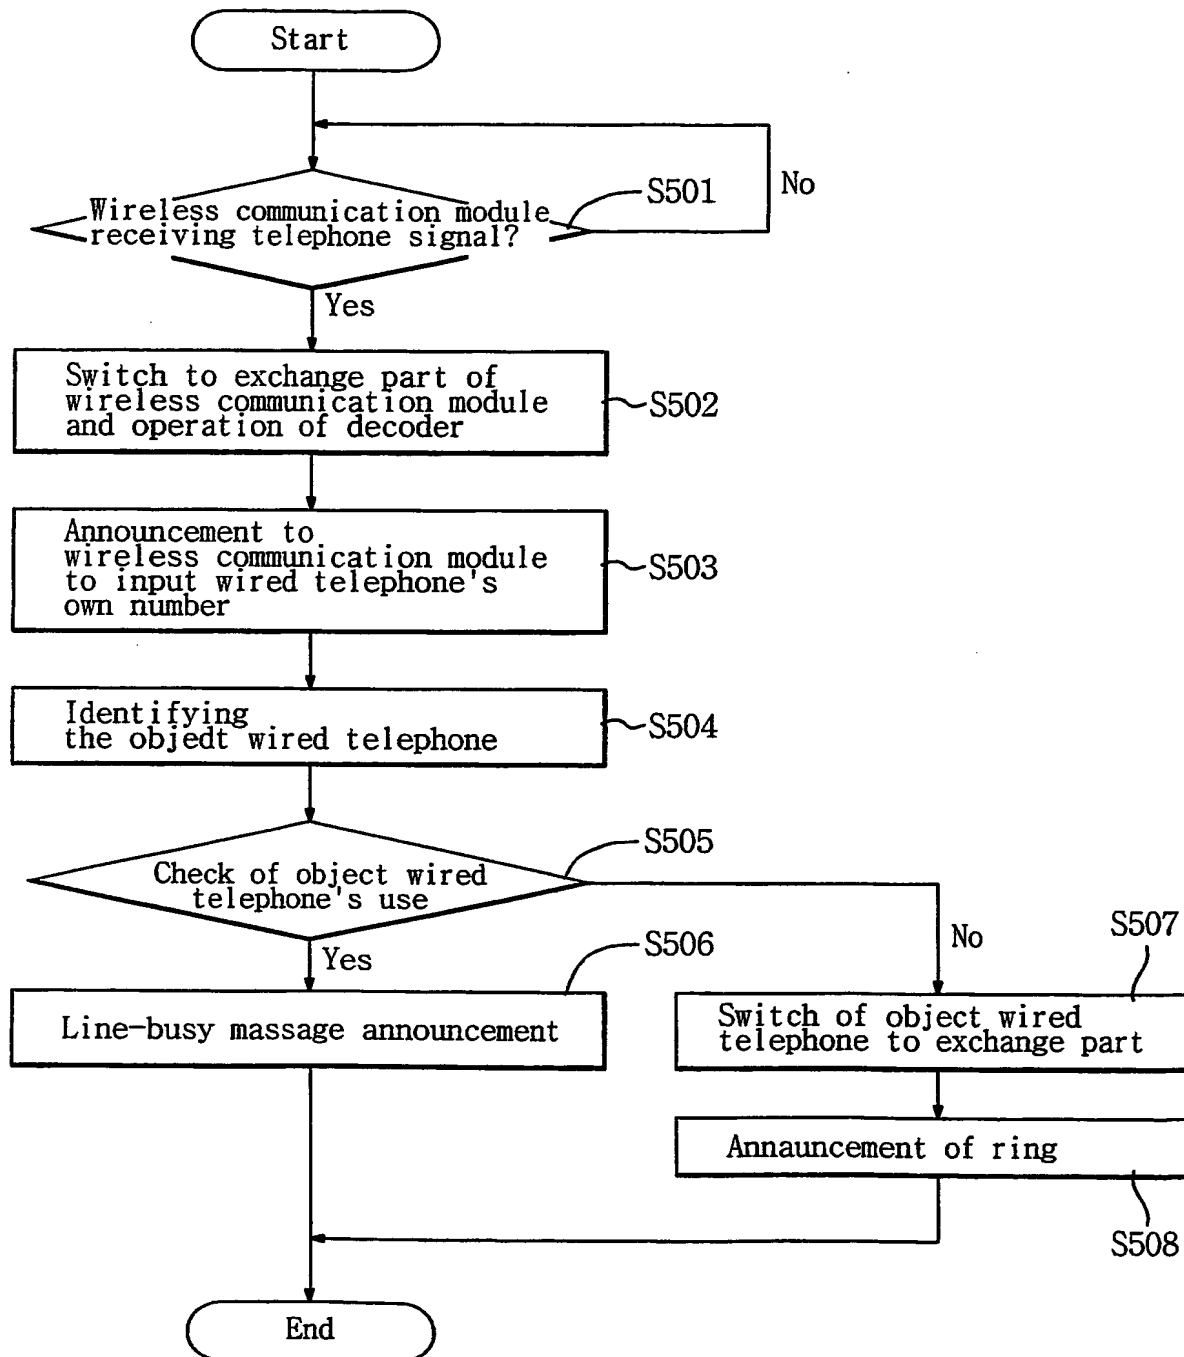 Start
Wireless communication module
receiving telephone signal?
S501
No
Yes
Switch to exchange part of
wireless communication module
and operation of decoder
S502
Announcement to
wireless communication module
to input wired telephone's
own number
S503
Identifying
the objedt wired telephone
S504
Check of object wired
telephone's use
S505
Yes
No
Line-busy massage announcement
S506
S507
Switch of object wired
telephone to exchange part
Annauncement of ring
S508
End